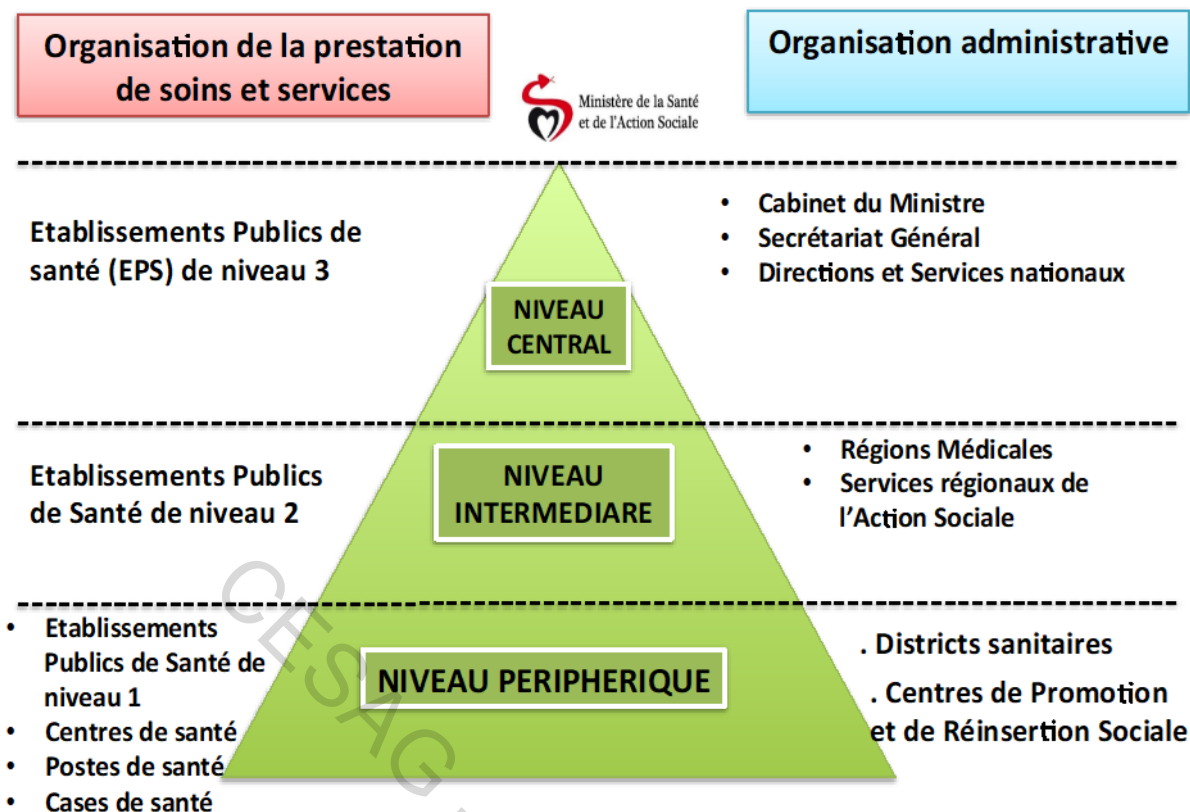 Organisation de la prestation
de soins et services
Ministère de la Santé
et de l'Action Sociale
Organisation administrative
Etablissements Publics de
santé (EPS) de niveau 3
NIVEAU
CENTRAL
• Cabinet du Ministre
• Secrétariat Général
• Directions et Services nationaux
Etablissements Publics
de Santé de niveau 2
NIVEAU
INTERMEDIARE
• Régions Médicales
• Services régionaux de
l'Action Sociale
• Etablissements
Publics de Santé de
niveau 1
• Centres de santé
• Postes de santé
• Cases de santé
NIVEAU PERIPHERIQUE
. Districts sanitaires
. Centres de Promotion
et de Réinsertion Sociale
CESAG